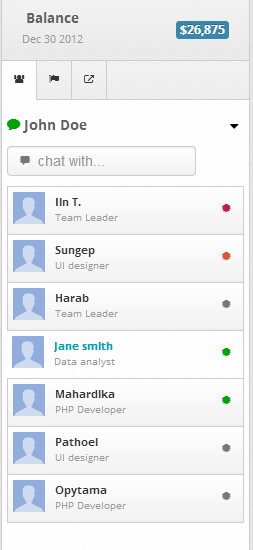 Balance
$26,875
Dec 30 2012
John Doe
chat with...
Iin T.
Team Leader
Sungep
UI designer
Harab
Team Leader
Jane smith
Data analyst
Mahardika
PHP Developer
Pathoel
UI designer
Opytama
PHP Developer